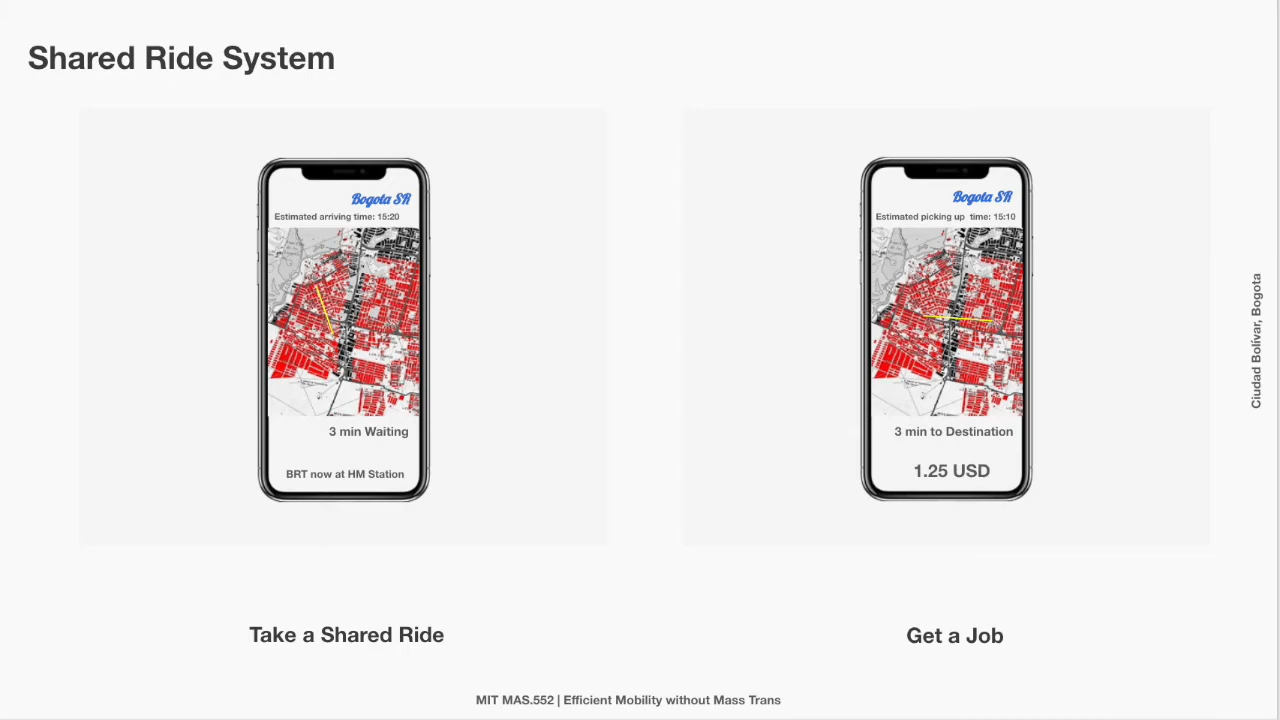 Shared Ride System
Bogota SR
Estimated arriving time: 15:20
3 min Waiting
BRT now at HM Station
Take a Shared Ride
Bogota SR
Estimated picking up time: 15:10
3 min to Destination
1.25 USD
Get a Job
Ciudad Bolívar, Bogota
MIT MAS.552 | Efficient Mobility without Mass Trans